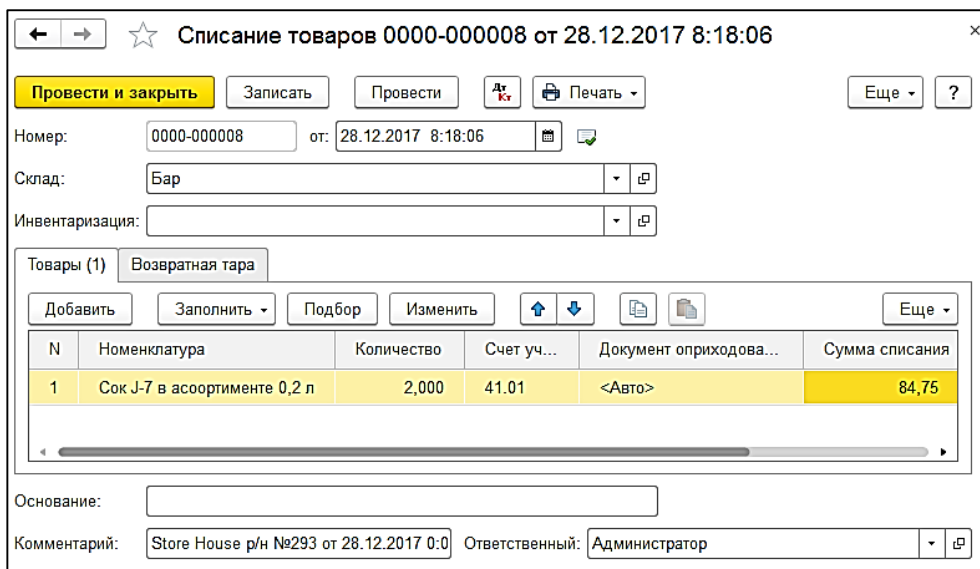 Списание товаров 0000-000008 от 28.12.2017 8:18:06
Провести и закрыть Записать Провести Дт Кт Печать Еще ?
Номер: 0000-000008 от: 28.12.2017 8:18:06
Склад: Бар
Инвентаризация:
Товары (1) Возвратная тара
Добавить Заполнить Подбор Изменить Еще
N Номенклатура Количество Счет уч... Документ оприходова... Сумма списания
1 Сок J-7 в асоортименте 0,2 л 2,000 41.01 <Авто> 84,75
Основание:
Комментарий: Store House р/н №293 от 28.12.2017 0:0 Ответственный: Администратор